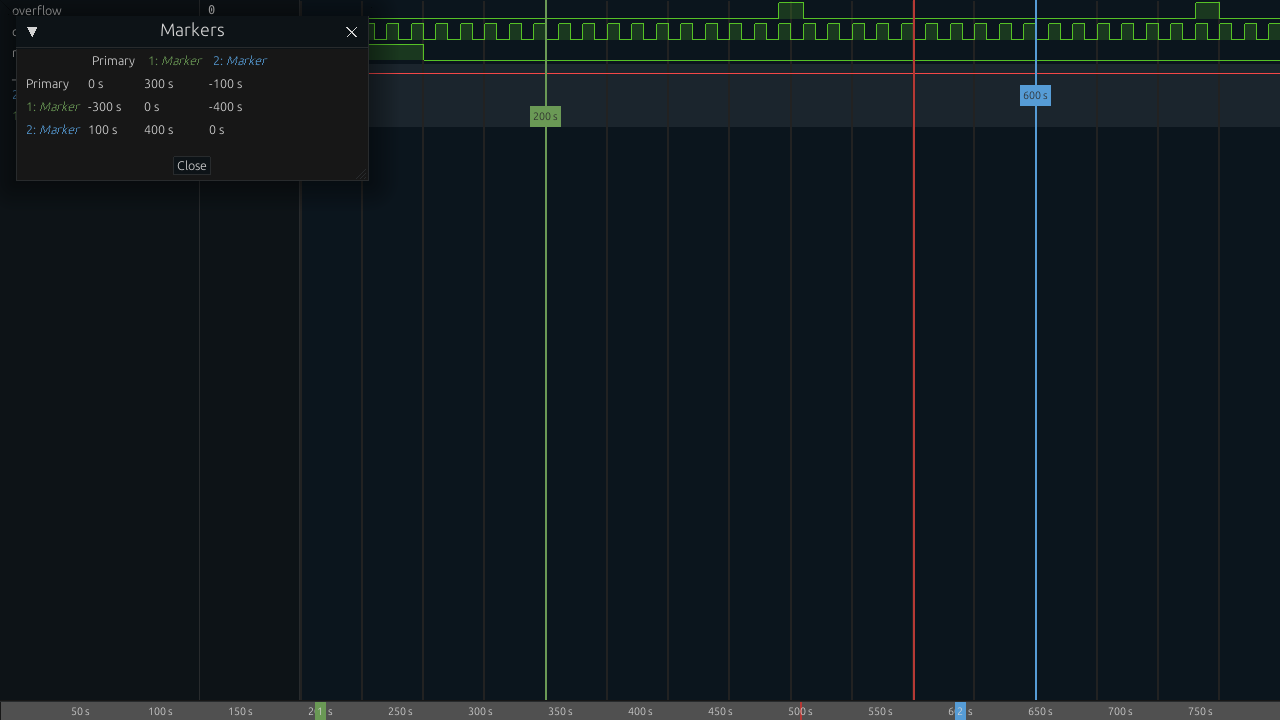 overflow 0
Markers
Primary 1: Marker 2: Marker
Primary 0 s 300 s -100 s
1: Marker -300 s 0 s -400 s
2: Marker 100 s 400 s 0 s
Close
600 s
200 s
50 s 100 s 150 s 1 s 250 s 300 s 350 s 400 s 450 s 500 s 550 s 2 s 650 s 700 s 750 s